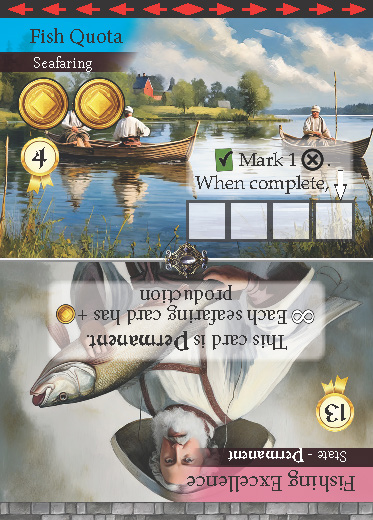 Fish Quota
Seafaring
4
Mark 1 .
When complete,
Fishing Excellence
State - Permanent
13
This card is Permanent.
Each seafaring card has +
production